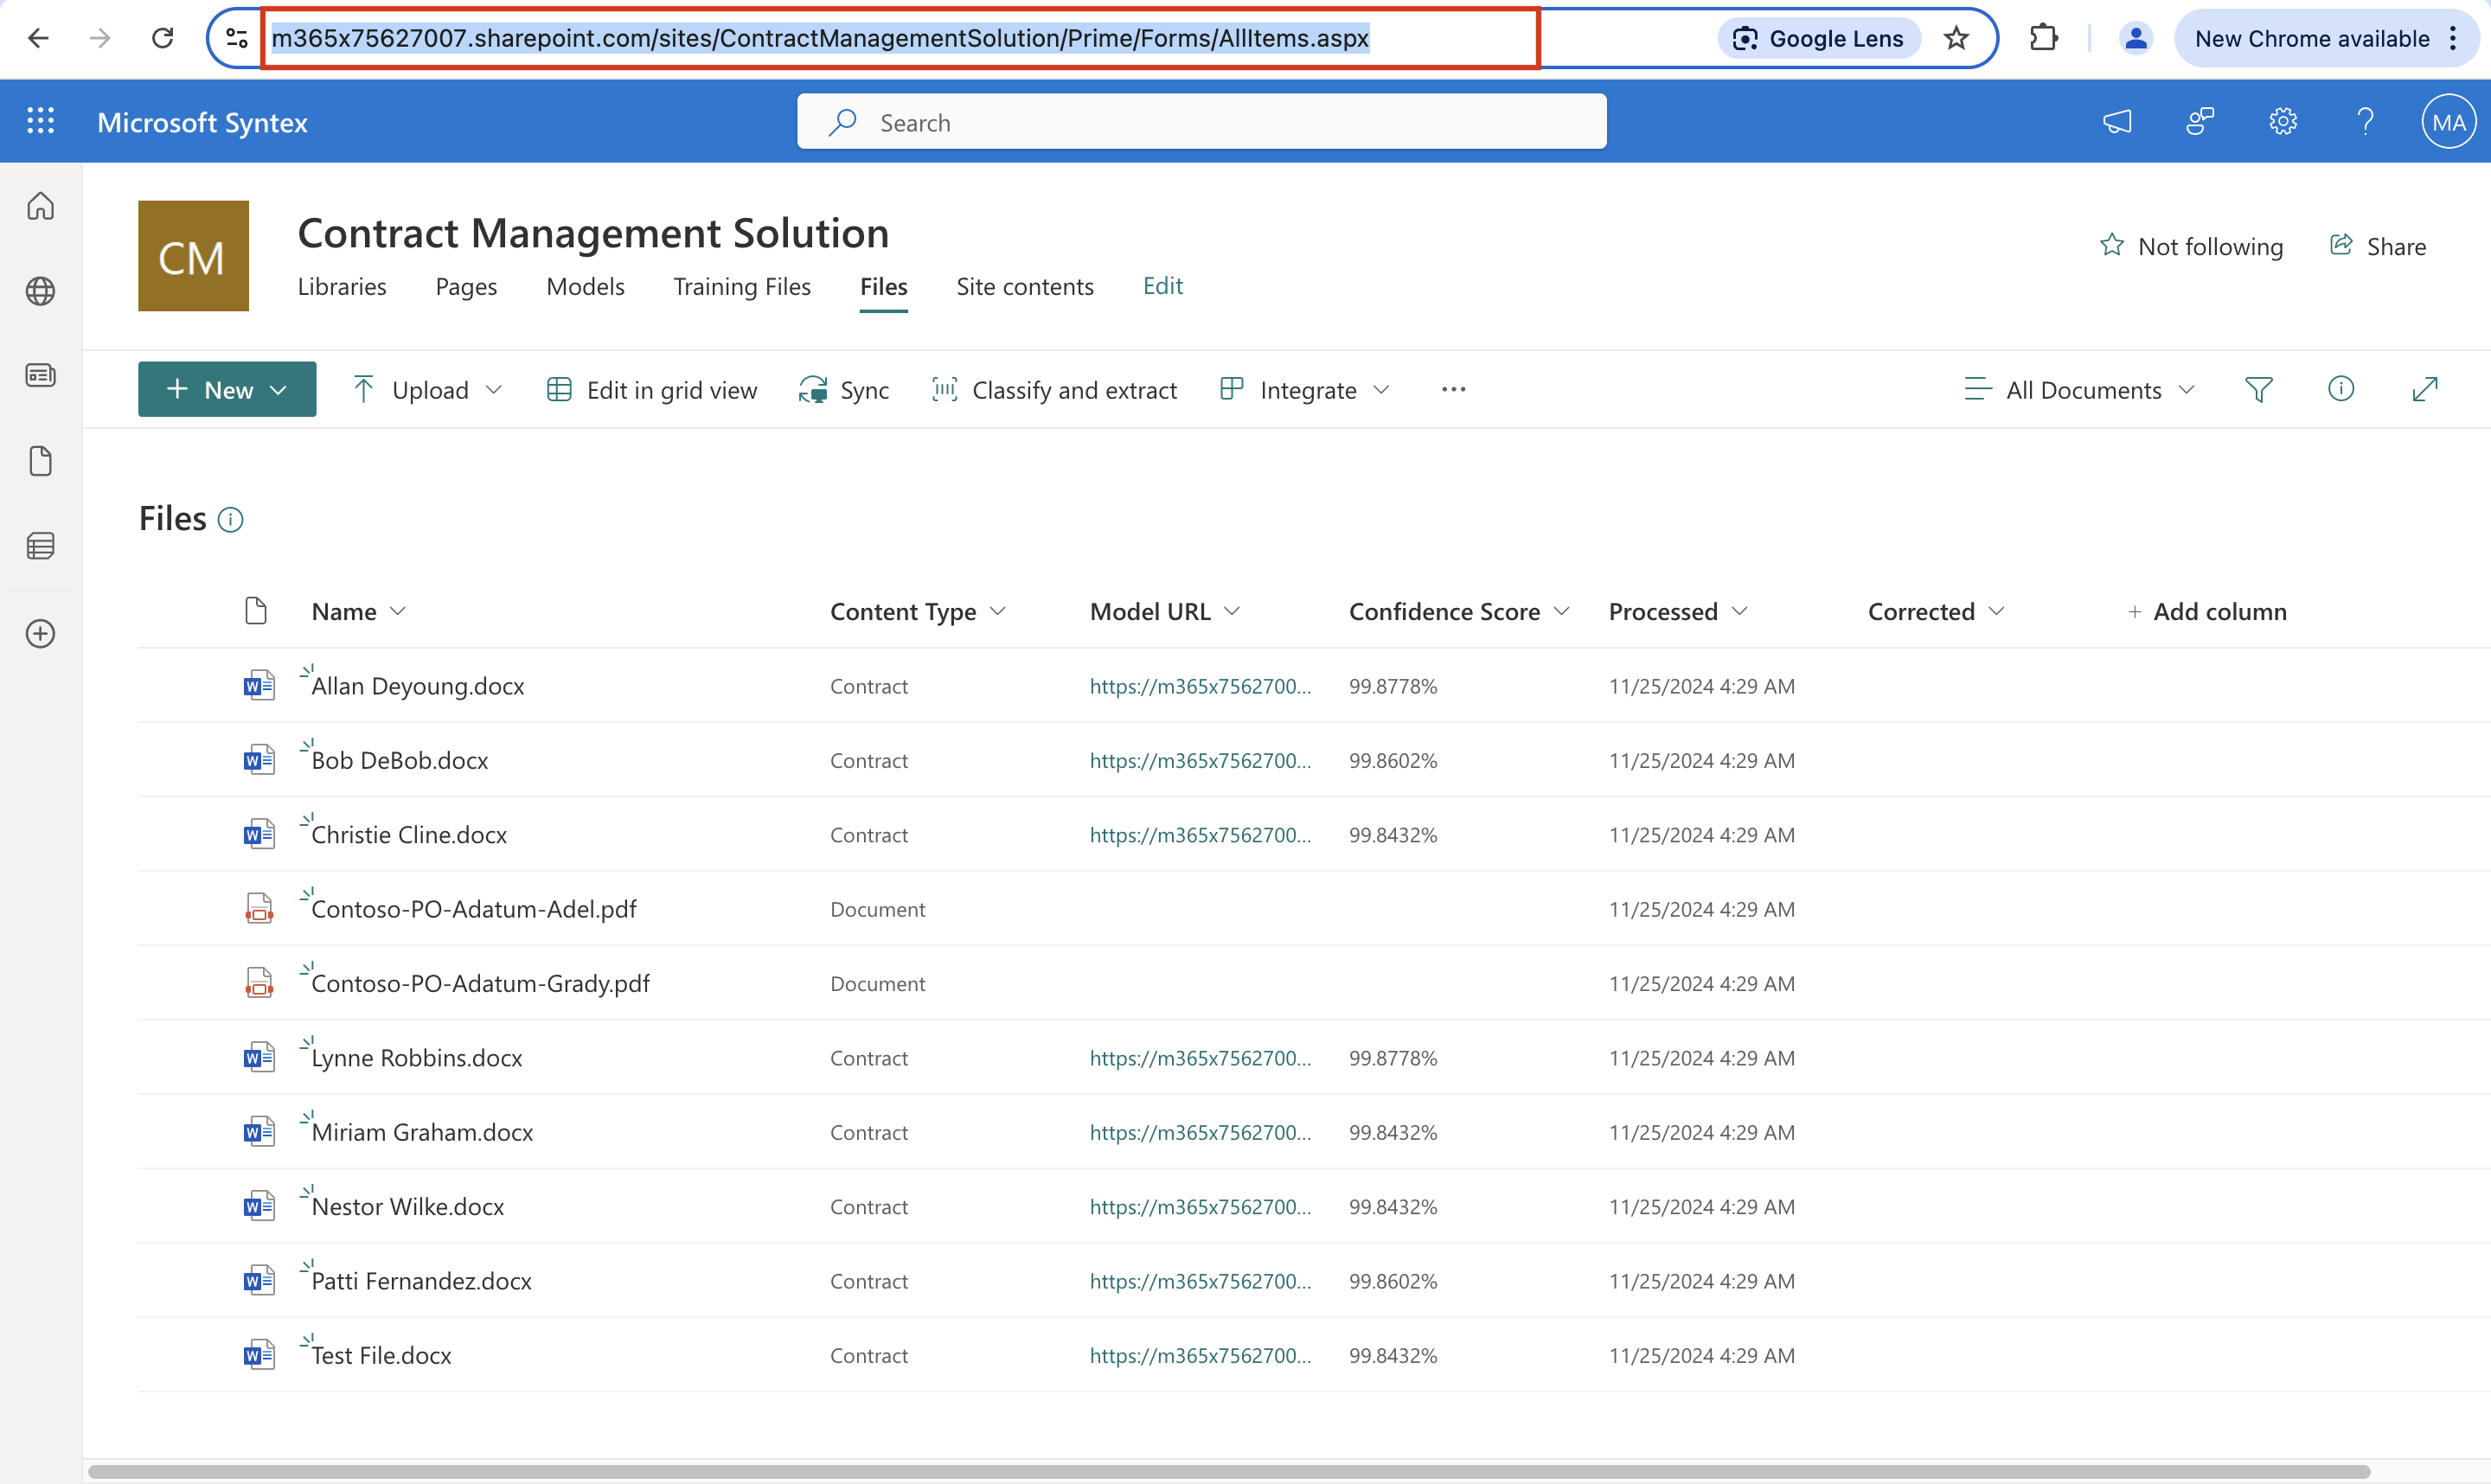 m365x75627007.sharepoint.com/sites/ContractManagementSolution/Prime/Forms/AllItems.aspx
Google Lens
New Chrome available
Microsoft Syntex
Search
MA
CM
Contract Management Solution
Libraries Pages Models Training Files Files Site contents Edit
Not following Share
+ New Upload Edit in grid view Sync Classify and extract Integrate ... All Documents
Files
Name Content Type Model URL Confidence Score Processed Corrected + Add column
Allan Deyoung.docx Contract https://m365x7562700... 99.8778% 11/25/2024 4:29 AM
Bob DeBob.docx Contract https://m365x7562700... 99.8602% 11/25/2024 4:29 AM
Christie Cline.docx Contract https://m365x7562700... 99.8432% 11/25/2024 4:29 AM
Contoso-PO-Adatum-Adel.pdf Document 11/25/2024 4:29 AM
Contoso-PO-Adatum-Grady.pdf Document 11/25/2024 4:29 AM
Lynne Robbins.docx Contract https://m365x7562700... 99.8778% 11/25/2024 4:29 AM
Miriam Graham.docx Contract https://m365x7562700... 99.8432% 11/25/2024 4:29 AM
Nestor Wilke.docx Contract https://m365x7562700... 99.8432% 11/25/2024 4:29 AM
Patti Fernandez.docx Contract https://m365x7562700... 99.8602% 11/25/2024 4:29 AM
Test File.docx Contract https://m365x7562700... 99.8432% 11/25/2024 4:29 AM